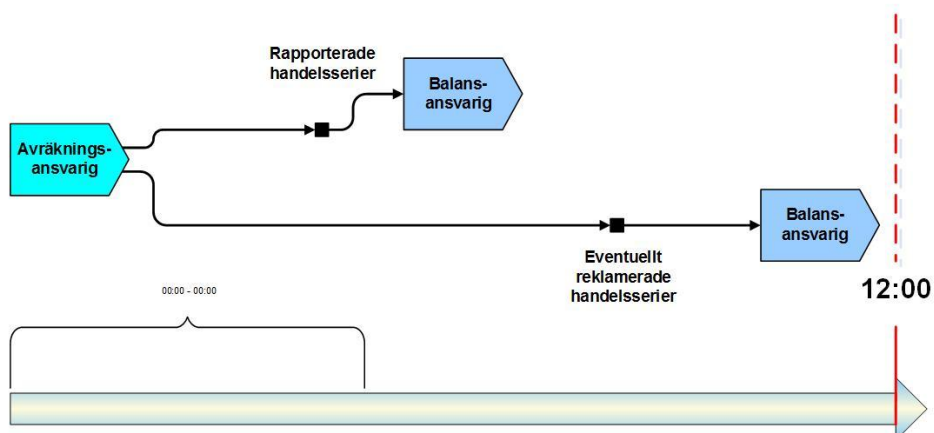 Rapporterade
handelsserier
Balans-
ansvarig
Avräknings-
ansvarig
Balans-
ansvarig
Eventuellt
reklamerade
handelsserier
12:00
00:00 - 00:00